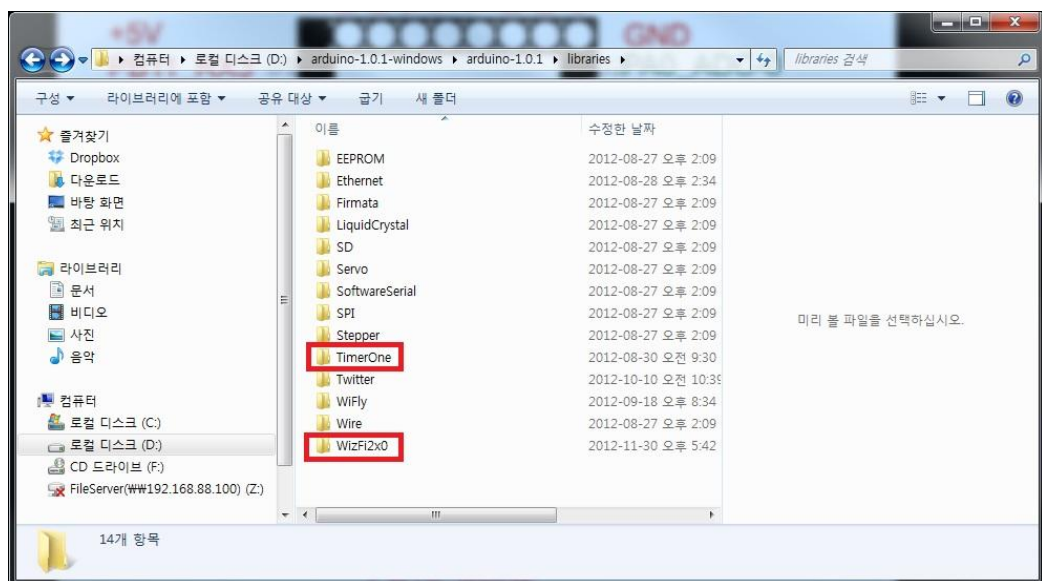 +5V GND
컴퓨터 ▸ 로컬 디스크 (D:) ▸ arduino-1.0.1-windows ▸ arduino-1.0.1 ▸ libraries ▸
libraries 검색
구성 라이브러리에 포함 공유 대상 굽기 새 폴더
이름 수정한 날짜
즐겨찾기
Dropbox
다운로드
바탕 화면
최근 위치
라이브러리
문서
비디오
사진
음악
컴퓨터
로컬 디스크 (C:)
로컬 디스크 (D:)
CD 드라이브 (F:)
FileServer(₩₩192.168.88.100) (Z:)
EEPROM 2012-08-27 오후 2:09
Ethernet 2012-08-28 오후 2:34
Firmata 2012-08-27 오후 2:09
LiquidCrystal 2012-08-27 오후 2:09
SD 2012-08-27 오후 2:09
Servo 2012-08-27 오후 2:09
SoftwareSerial 2012-08-27 오후 2:09
SPI 2012-08-27 오후 2:09
Stepper 2012-08-27 오후 2:09
TimerOne 2012-08-30 오전 9:30
Twitter 2012-10-10 오전 10:39
WiFly 2012-09-18 오후 8:34
Wire 2012-08-27 오후 2:09
WizFi2x0 2012-11-30 오후 5:42
미리 볼 파일을 선택하십시오.
14개 항목